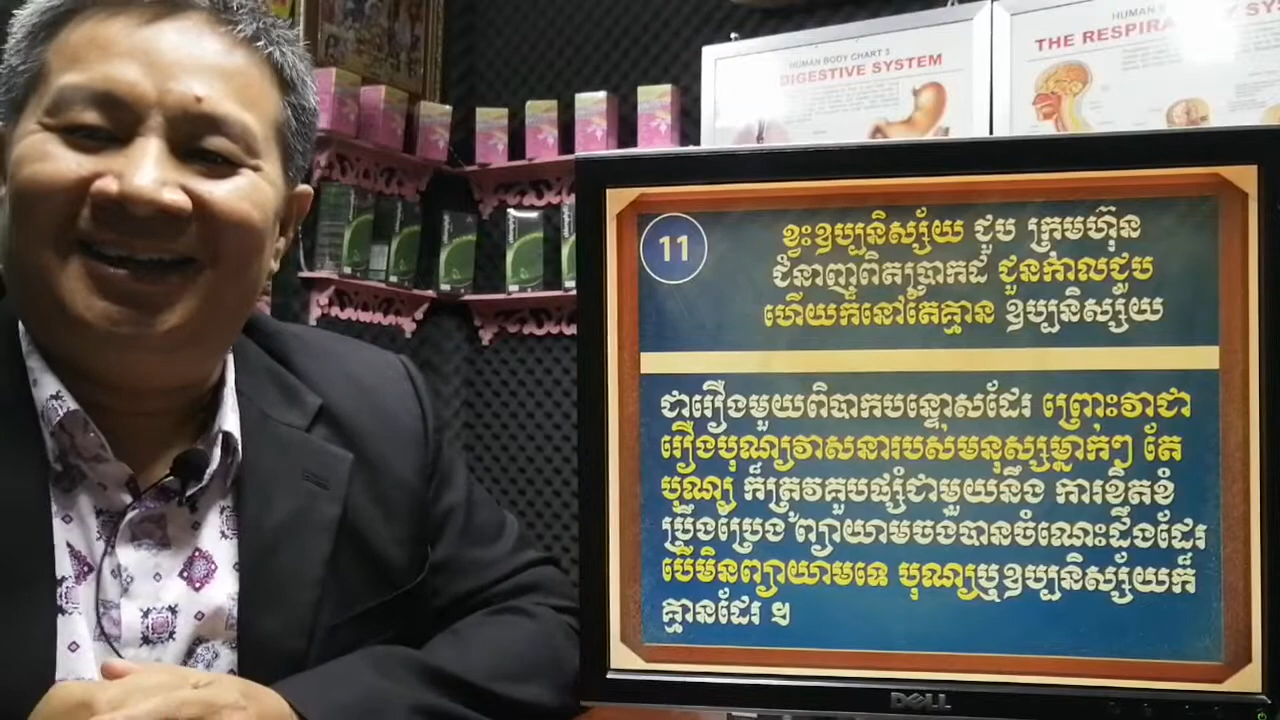 HUMAN BODY CHART 3
DIGESTIVE SYSTEM
HUMAN
THE RESPIRA
SY
11
ខ្វះឧប្បនិស្ស័យ ជួប ក្រុមហ៊ុន
ជំនាញពិតប្រាកដ ជួនកាលជួប
ហើយក៏នៅតែគ្មាន ឧប្បនិស្ស័យ
ជារឿងមួយពិបាកបន្ទោសដែរ ព្រោះវាជា
រឿងបុណ្យវាសនារបស់មនុស្សម្នាក់ៗ តែ
បុណ្យ ក៏ត្រូវគួបផ្សំជាមួយនឹង ការខិតខំ
ប្រឹងប្រែង ព្យាយាមចង់បានចំណេះដឹងដែរ
បើមិនព្យាយាមទេ បុណ្យឬឧប្បនិស្ស័យក៏
គ្មានដែរ ។
DELL